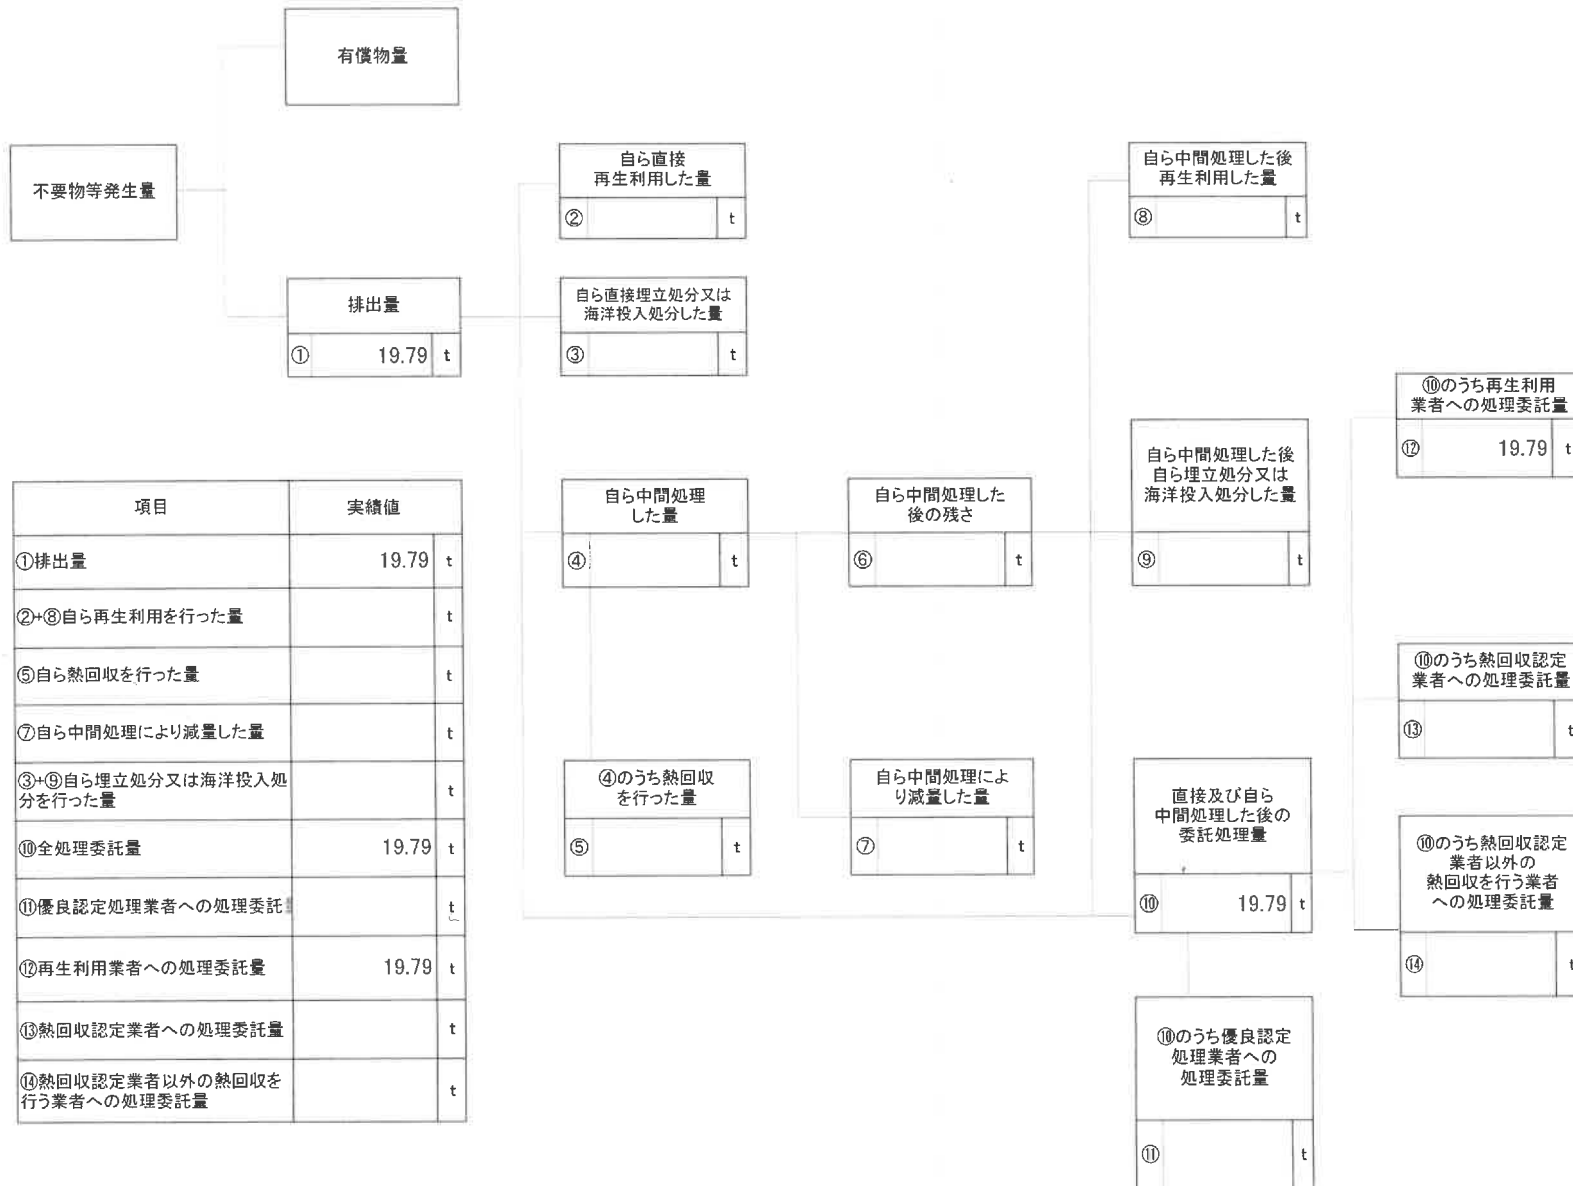 有償物量
不要物等発生量
排出量
① 19.79 t
自ら直接
再生利用した量
② t
自ら直接埋立処分又は
海洋投入処分した量
③ t
自ら中間処理
した量
④ t
④のうち熱回収
を行った量
⑤ t
自ら中間処理した
後の残さ
⑥ t
自ら中間処理によ
り減量した量
⑦ t
自ら中間処理した後
再生利用した量
⑧ t
自ら中間処理した後
自ら埋立処分又は
海洋投入処分した量
⑨ t
直接及び自ら
中間処理した後の
委託処理量
⑩ 19.79 t
⑩のうち優良認定
処理業者への
処理委託量
⑪ t
⑩のうち再生利用
業者への処理委託量
⑫ 19.79 t
⑩のうち熱回収認定
業者への処理委託量
⑬ t
⑩のうち熱回収認定
業者以外の
熱回収を行う業者
への処理委託量
⑭ t
項目 実績値
①排出量 19.79 t
②+⑧自ら再生利用を行った量 t
⑤自ら熱回収を行った量 t
⑦自ら中間処理により減量した量 t
③+⑨自ら埋立処分又は海洋投入処
分を行った量 t
⑩全処理委託量 19.79 t
⑪優良認定処理業者への処理委託 t
⑫再生利用業者への処理委託量 19.79 t
⑬熱回収認定業者への処理委託量 t
⑭熱回収認定業者以外の熱回収を
行う業者への処理委託量 t